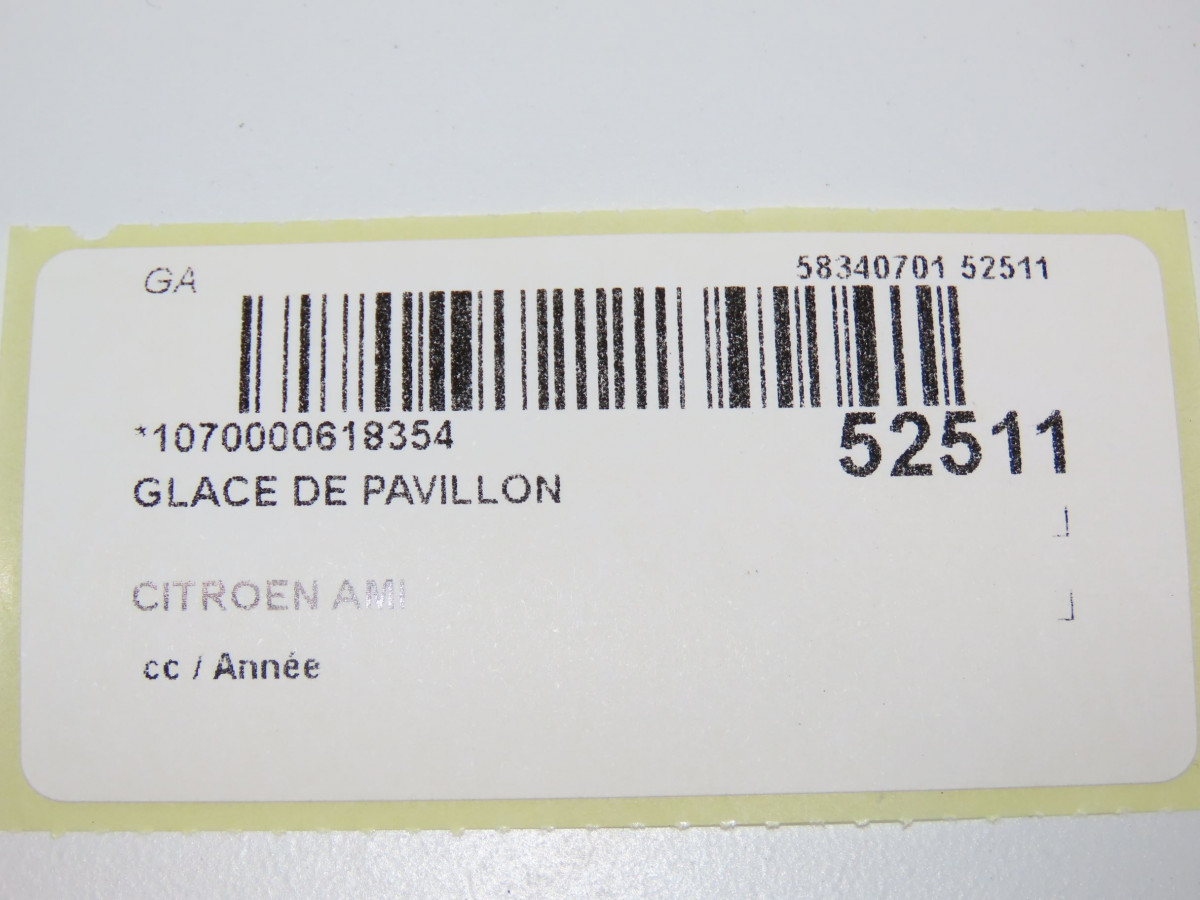 GA
58340701 52511
*1070000618354
52511
GLACE DE PAVILLON
CITROEN AMI
cc / Année